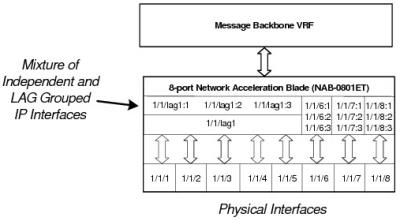 Message Backbone VRF
Mixture of
Independent and
LAG Grouped
IP Interfaces
8-port Network Acceleration Blade (NAB-0801ET)
1/1/lag1:1 1/1/lag1:2 1/1/lag1:3 1/1/6:1 1/1/7:1 1/1/8:1
1/1/6:2 1/1/7:2 1/1/8:2
1/1/lag1 1/1/6:3 1/1/7:3 1/1/8:3
1/1/1 1/1/2 1/1/3 1/1/4 1/1/5 1/1/6 1/1/7 1/1/8
Physical Interfaces